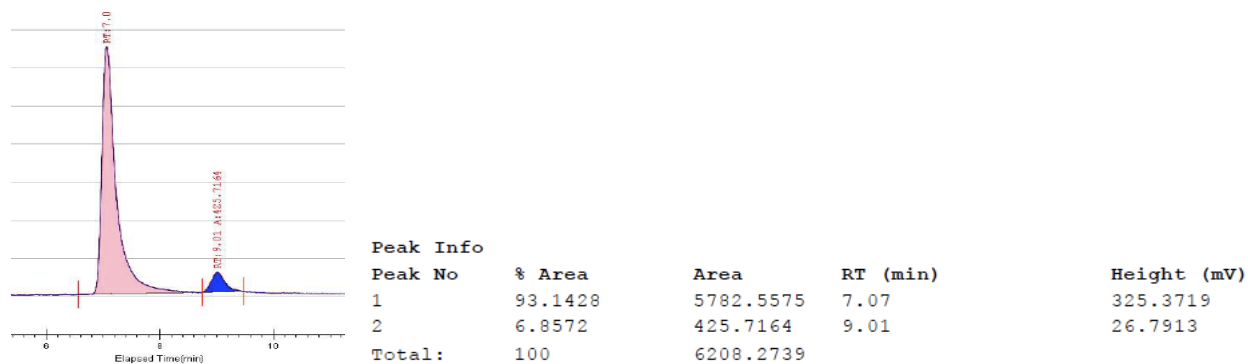 RT:7.0
RT:9.01 A:425.7164
6 8 10
Elapsed Time(min)
Peak Info
Peak No % Area Area RT (min) Height (mV)
1 93.1428 5782.5575 7.07 325.3719
2 6.8572 425.7164 9.01 26.7913
Total: 100 6208.2739